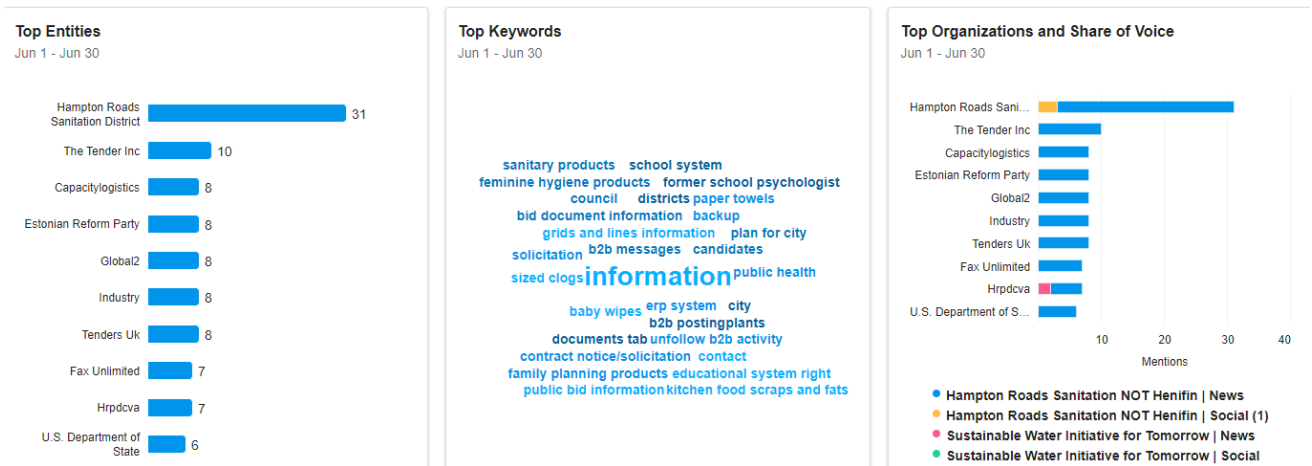 Top Entities
Jun 1 - Jun 30
Hampton Roads
Sanitation District
31
The Tender Inc
10
Capacitylogistics
8
Estonian Reform Party
8
Global2
8
Industry
8
Tenders Uk
8
Fax Unlimited
7
Hrpdcva
7
U.S. Department of
State
6
Top Keywords
Jun 1 - Jun 30
sanitary products school system
feminine hygiene products former school psychologist
council districts paper towels
bid document information backup
grids and lines information plan for city
solicitation b2b messages candidates
sized clogs information public health
baby wipes erp system city
b2b posting plants
documents tab unfollow b2b activity
contract notice/solicitation contact
family planning products educational system right
public bid information kitchen food scraps and fats
Top Organizations and Share of Voice
Jun 1 - Jun 30
Hampton Roads Sani...
The Tender Inc
Capacitylogistics
Estonian Reform Party
Global2
Industry
Tenders Uk
Fax Unlimited
Hrpdcva
U.S. Department of S...
10 20 30 40
Mentions
Hampton Roads Sanitation NOT Henifin | News
Hampton Roads Sanitation NOT Henifin | Social (1)
Sustainable Water Initiative for Tomorrow | News
Sustainable Water Initiative for Tomorrow | Social